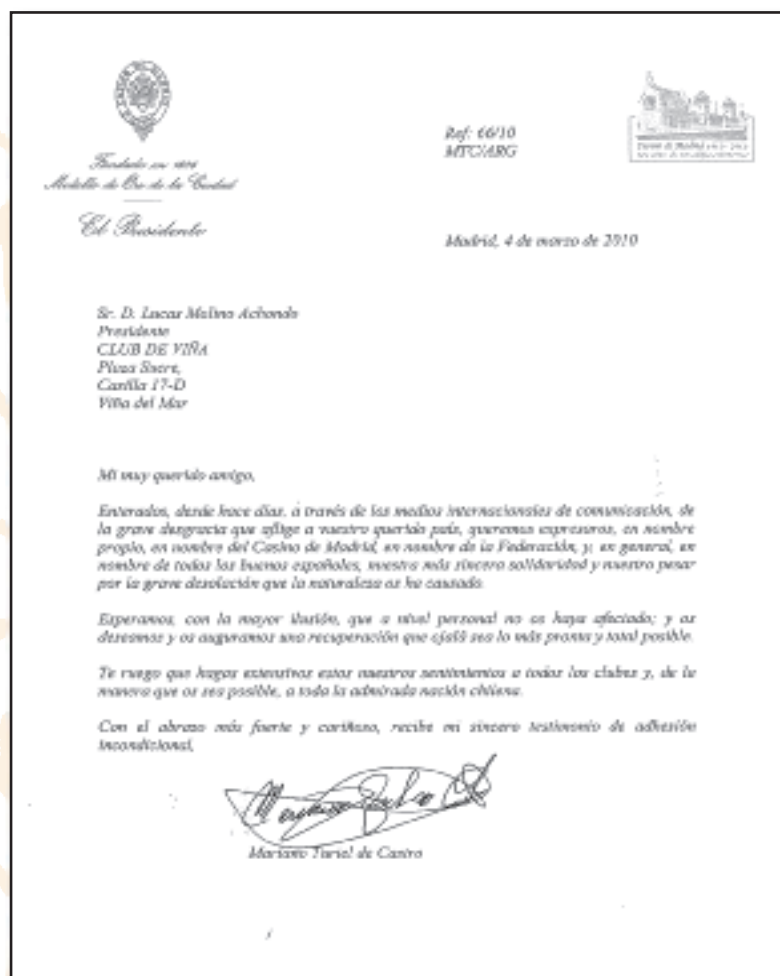 CASINO DE MADRID
Fundado en 1836
Medalla de Oro de la Ciudad
El Presidente
Ref: 66/10
MTC/ARG
Casino de Madrid 1910-2010
Madrid, 4 de marzo de 2010
Sr. D. Lucas Molina Achondo
Presidente
CLUB DE VIÑA
Plaza Sucre,
Casilla 17-D
Viña del Mar
Mi muy querido amigo,
Enterados, desde hace días, a través de los medios internacionales de comunicación, de
la grave desgracia que aflige a vuestro querido país, queremos expresaros, en nombre
propio, en nombre del Casino de Madrid, en nombre de la Federación, y, en general, en
nombre de todos los buenos españoles, nuestra más sincera solidaridad y nuestro pesar
por la grave desolación que la naturaleza os ha causado.
Esperamos, con la mayor ilusión, que a nivel personal no os haya afectado; y os
deseamos y os auguramos una recuperación que ojalá sea lo más pronta y total posible.
Te ruego que hagas extensivos estos nuestros sentimientos a todos los clubes y, de la
manera que os sea posible, a toda la admirada nación chilena.
Con el abrazo más fuerte y cariñoso, recibe mi sincero testimonio de adhesión
incondicional,
Mariano Turiel de Castro